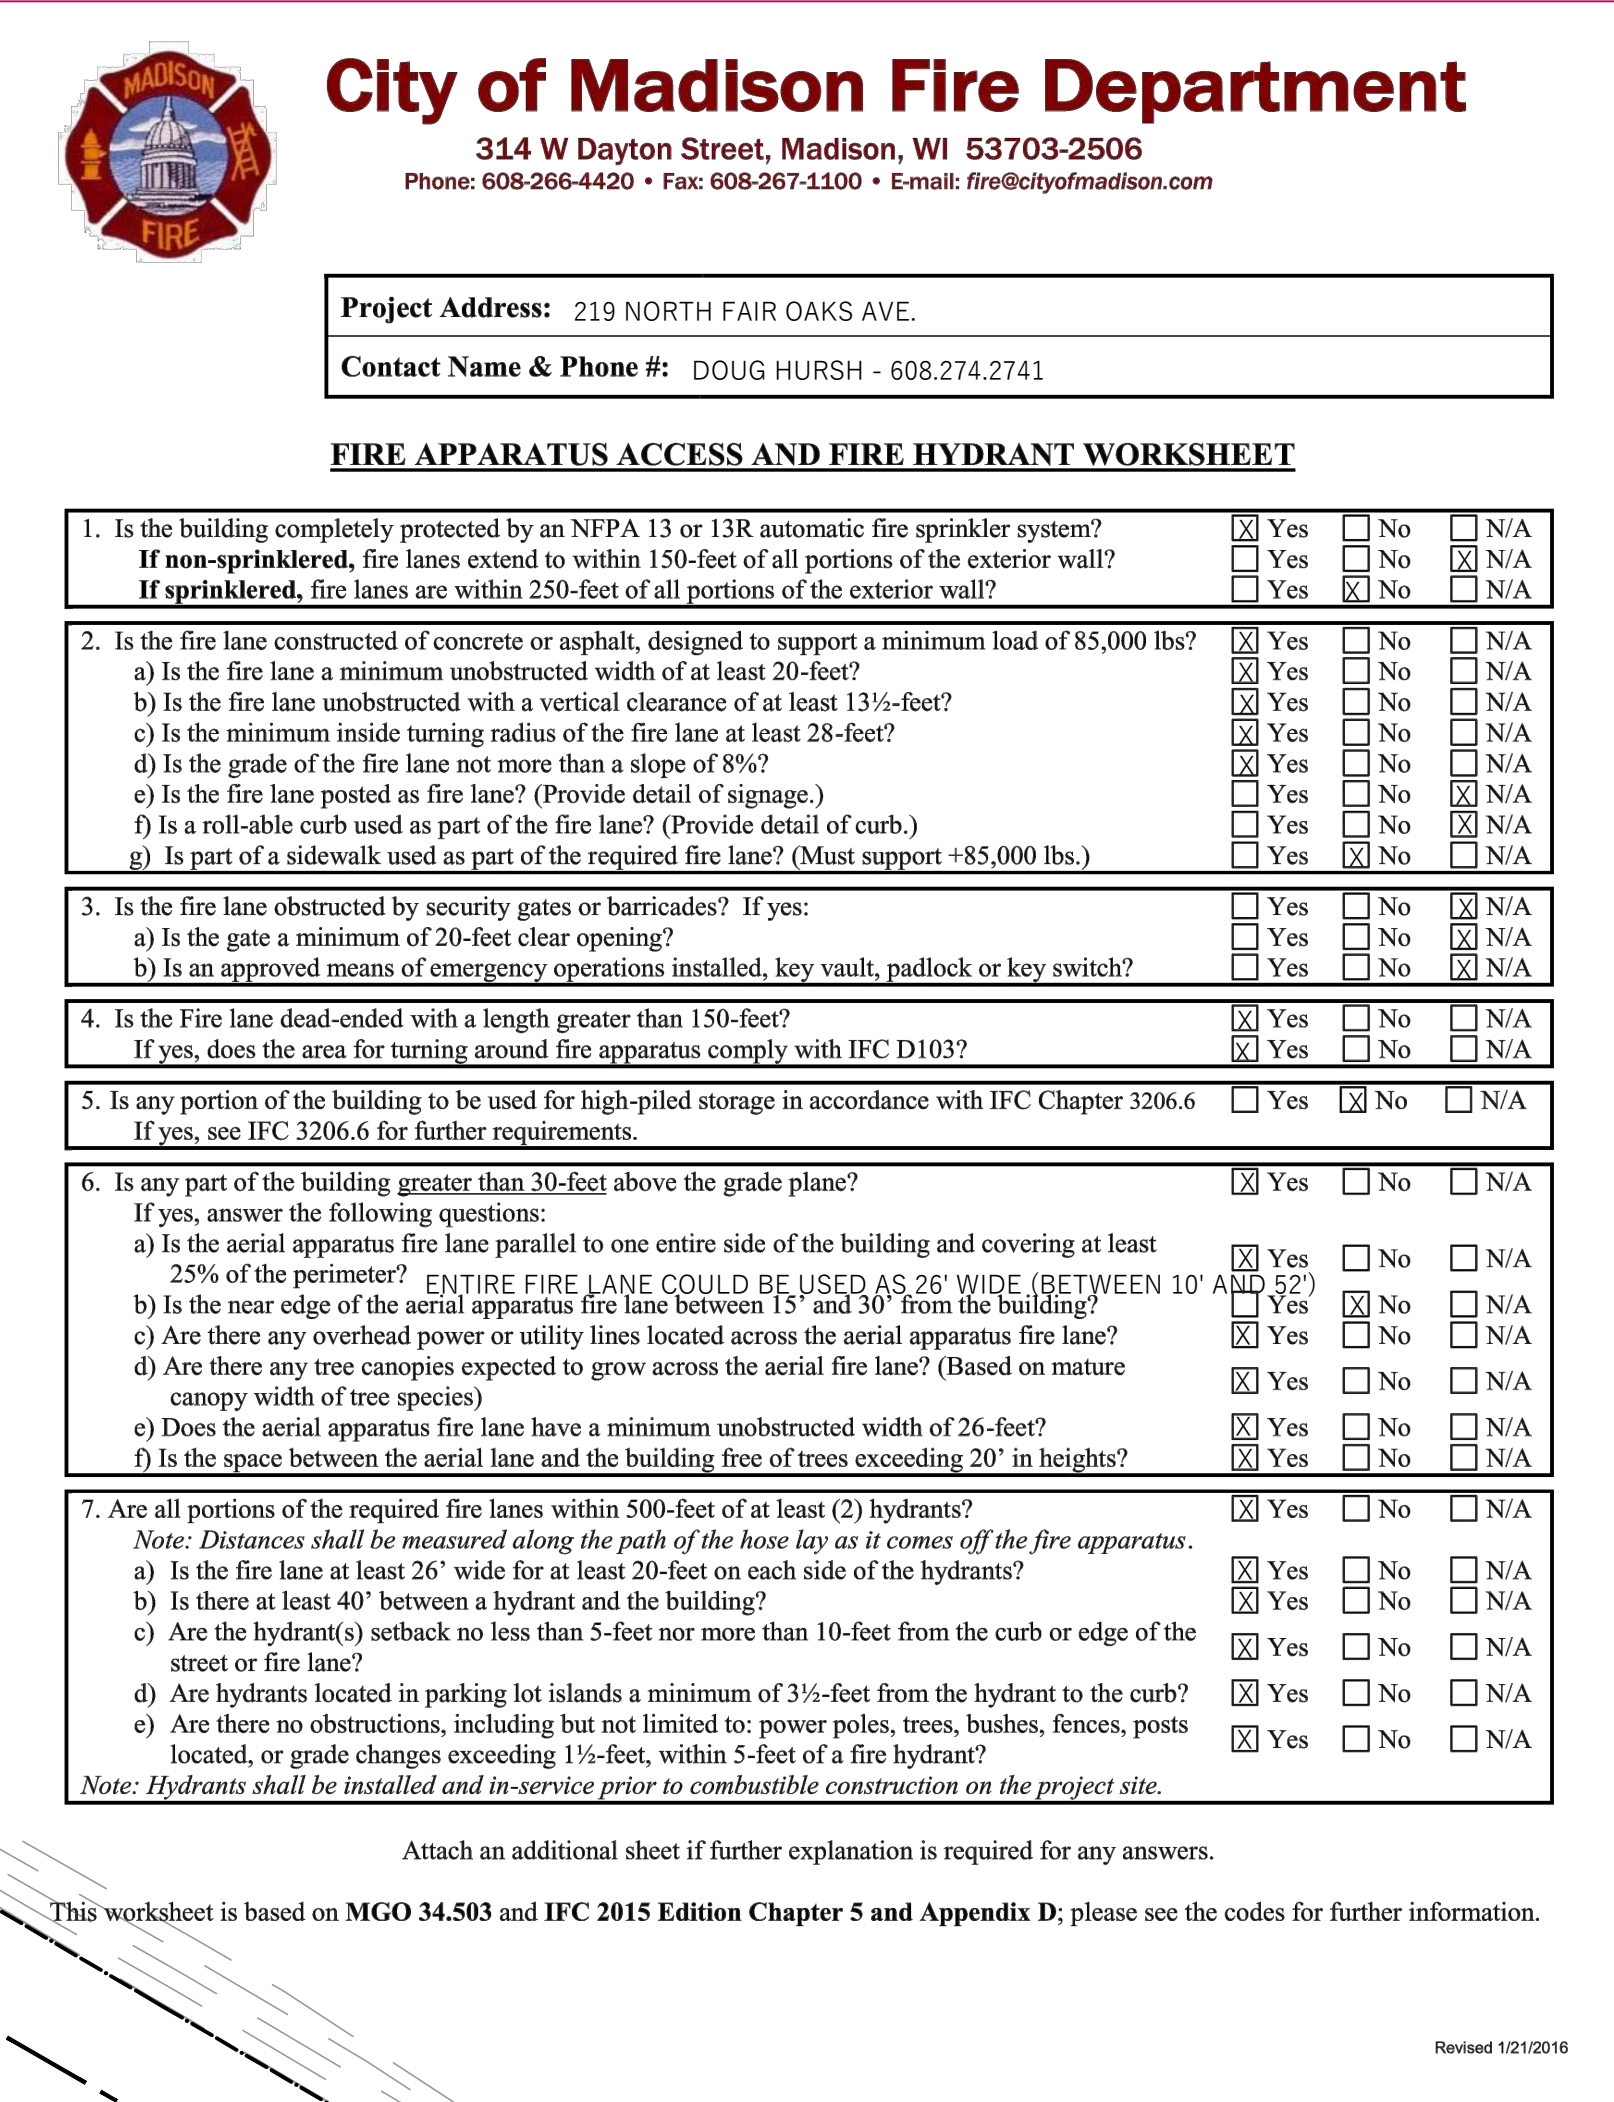 MADISON
FIRE
City of Madison Fire Department
314 W Dayton Street, Madison, WI 53703-2506
Phone: 608-266-4420 • Fax: 608-267-1100 • E-mail: fire@cityofmadison.com
Project Address: 219 NORTH FAIR OAKS AVE.
Contact Name & Phone #: DOUG HURSH - 608.274.2741
FIRE APPARATUS ACCESS AND FIRE HYDRANT WORKSHEET
1. Is the building completely protected by an NFPA 13 or 13R automatic fire sprinkler system? X Yes No N/A
If non-sprinklered, fire lanes extend to within 150-feet of all portions of the exterior wall? Yes No X N/A
If sprinklered, fire lanes are within 250-feet of all portions of the exterior wall? Yes X No N/A
2. Is the fire lane constructed of concrete or asphalt, designed to support a minimum load of 85,000 lbs? X Yes No N/A
a) Is the fire lane a minimum unobstructed width of at least 20-feet? X Yes No N/A
b) Is the fire lane unobstructed with a vertical clearance of at least 13½-feet? X Yes No N/A
c) Is the minimum inside turning radius of the fire lane at least 28-feet? X Yes No N/A
d) Is the grade of the fire lane not more than a slope of 8%? X Yes No N/A
e) Is the fire lane posted as fire lane? (Provide detail of signage.) Yes No X N/A
f) Is a roll-able curb used as part of the fire lane? (Provide detail of curb.) Yes No X N/A
g) Is part of a sidewalk used as part of the required fire lane? (Must support +85,000 lbs.) Yes X No N/A
3. Is the fire lane obstructed by security gates or barricades? If yes: Yes No X N/A
a) Is the gate a minimum of 20-feet clear opening? Yes No X N/A
b) Is an approved means of emergency operations installed, key vault, padlock or key switch? Yes No X N/A
4. Is the Fire lane dead-ended with a length greater than 150-feet? X Yes No N/A
If yes, does the area for turning around fire apparatus comply with IFC D103? X Yes No N/A
5. Is any portion of the building to be used for high-piled storage in accordance with IFC Chapter 3206.6 Yes X No N/A
If yes, see IFC 3206.6 for further requirements.
6. Is any part of the building greater than 30-feet above the grade plane? X Yes No N/A
If yes, answer the following questions:
a) Is the aerial apparatus fire lane parallel to one entire side of the building and covering at least
25% of the perimeter? X Yes No N/A
ENTIRE FIRE LANE COULD BE USED AS 26' WIDE (BETWEEN 10' AND 52')
b) Is the near edge of the aerial apparatus fire lane between 15’ and 30’ from the building? Yes X No N/A
c) Are there any overhead power or utility lines located across the aerial apparatus fire lane? X Yes No N/A
d) Are there any tree canopies expected to grow across the aerial fire lane? (Based on mature
canopy width of tree species) X Yes No N/A
e) Does the aerial apparatus fire lane have a minimum unobstructed width of 26-feet? X Yes No N/A
f) Is the space between the aerial lane and the building free of trees exceeding 20’ in heights? X Yes No N/A
7. Are all portions of the required fire lanes within 500-feet of at least (2) hydrants? X Yes No N/A
Note: Distances shall be measured along the path of the hose lay as it comes off the fire apparatus.
a) Is the fire lane at least 26’ wide for at least 20-feet on each side of the hydrants? X Yes No N/A
b) Is there at least 40’ between a hydrant and the building? X Yes No N/A
c) Are the hydrant(s) setback no less than 5-feet nor more than 10-feet from the curb or edge of the
street or fire lane? X Yes No N/A
d) Are hydrants located in parking lot islands a minimum of 3½-feet from the hydrant to the curb? X Yes No N/A
e) Are there no obstructions, including but not limited to: power poles, trees, bushes, fences, posts
located, or grade changes exceeding 1½-feet, within 5-feet of a fire hydrant? X Yes No N/A
Note: Hydrants shall be installed and in-service prior to combustible construction on the project site.
Attach an additional sheet if further explanation is required for any answers.
This worksheet is based on MGO 34.503 and IFC 2015 Edition Chapter 5 and Appendix D; please see the codes for further information.
Revised 1/21/2016